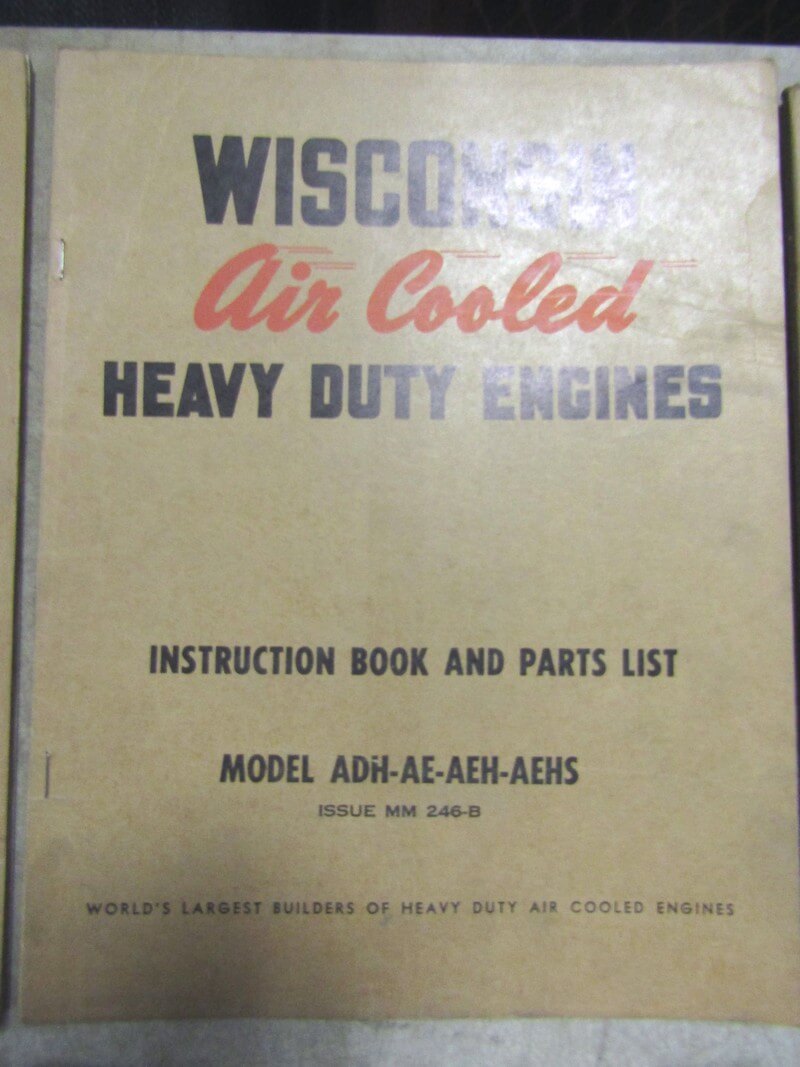 WISCONSIN
Air Cooled
HEAVY DUTY ENGINES
INSTRUCTION BOOK AND PARTS LIST
MODEL ADH-AE-AEH-AEHS
ISSUE MM 246-B
WORLD'S LARGEST BUILDERS OF HEAVY DUTY AIR COOLED ENGINES